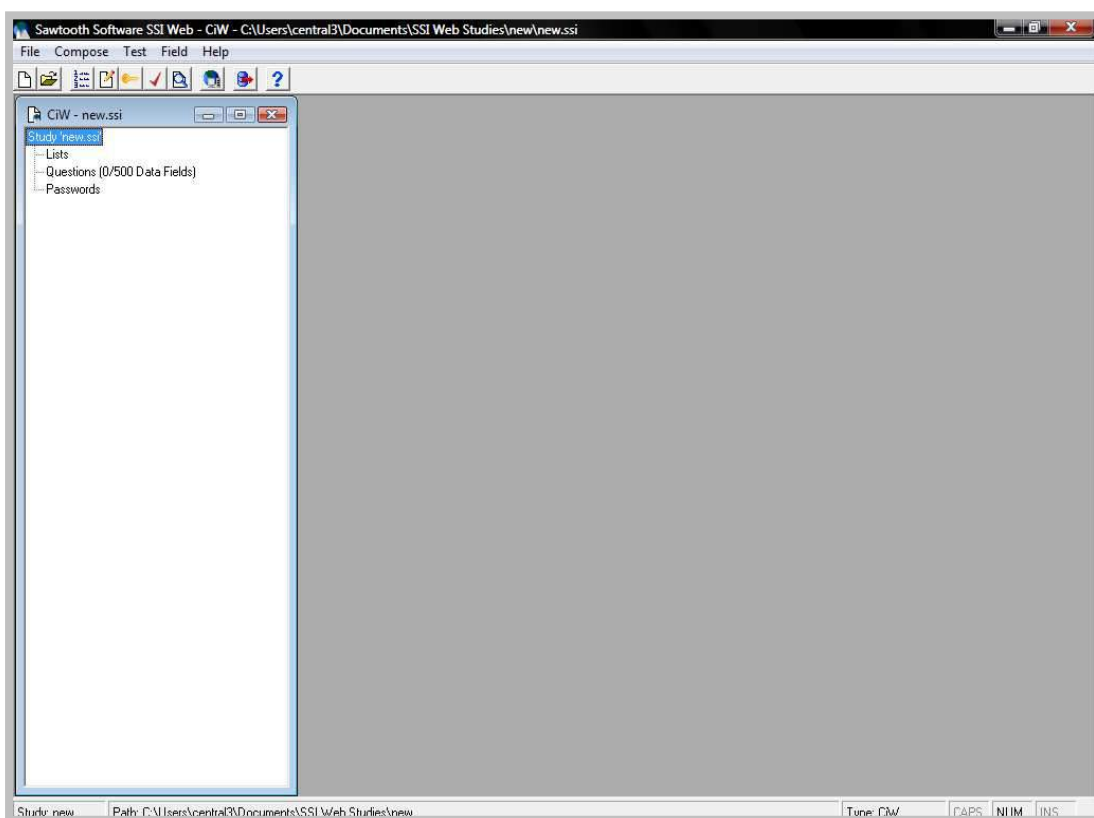 Sawtooth Software SSI Web - CiW - C:\Users\central3\Documents\SSI Web Studies\new\new.ssi
File Compose Test Field Help
CiW - new.ssi
Study 'new.ssi'
Lists
Questions (0/500 Data Fields)
Passwords
Study: new Path: C:\Users\central3\Documents\SSI Web Studies\new Type: CiW CAPS NUM INS